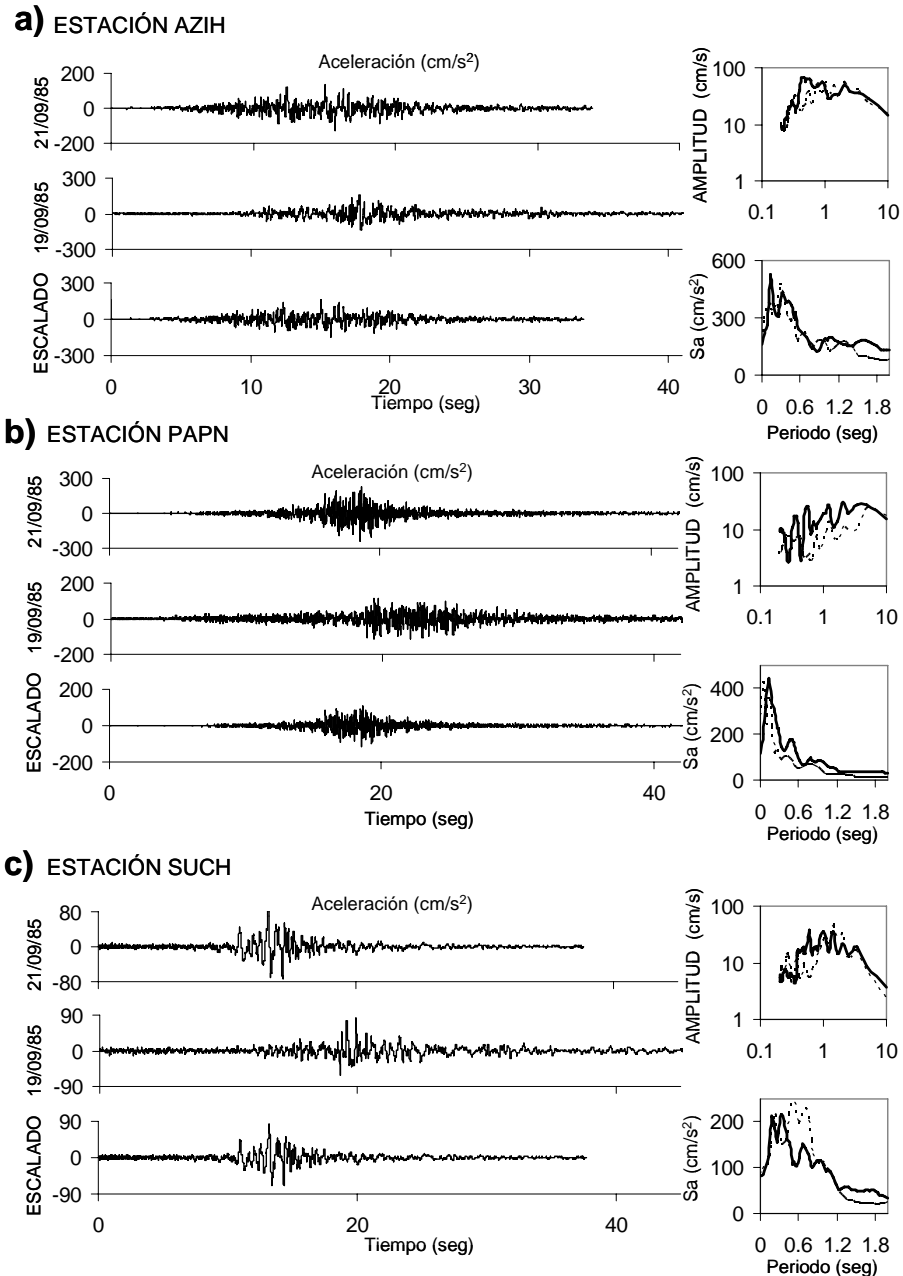 a) ESTACIÓN AZIH
Aceleración (cm/s²)
21/09/85
200
0
-200
19/09/85
300
0
-300
ESCALADO
300
0
-300
0 10 20 30 40
Tiempo (seg)
AMPLITUD (cm/s)
100
10
1
0.1 1 10
Sa (cm/s²)
600
300
0
0 0.6 1.2 1.8
Periodo (seg)
b) ESTACIÓN PAPN
Aceleración (cm/s²)
21/09/85
300
0
-300
19/09/85
200
0
-200
ESCALADO
200
0
-200
0 20 40
Tiempo (seg)
AMPLITUD (cm/s)
100
10
1
0.1 1 10
Sa (cm/s²)
400
200
0
0 0.6 1.2 1.8
Periodo (seg)
c) ESTACIÓN SUCH
Aceleración (cm/s²)
21/09/85
80
0
-80
19/09/85
90
0
-90
ESCALADO
90
0
-90
0 20 40
Tiempo (seg)
AMPLITUD (cm/s)
100
10
1
0.1 1 10
Sa (cm/s²)
200
100
0
0 0.6 1.2 1.8
Periodo (seg)